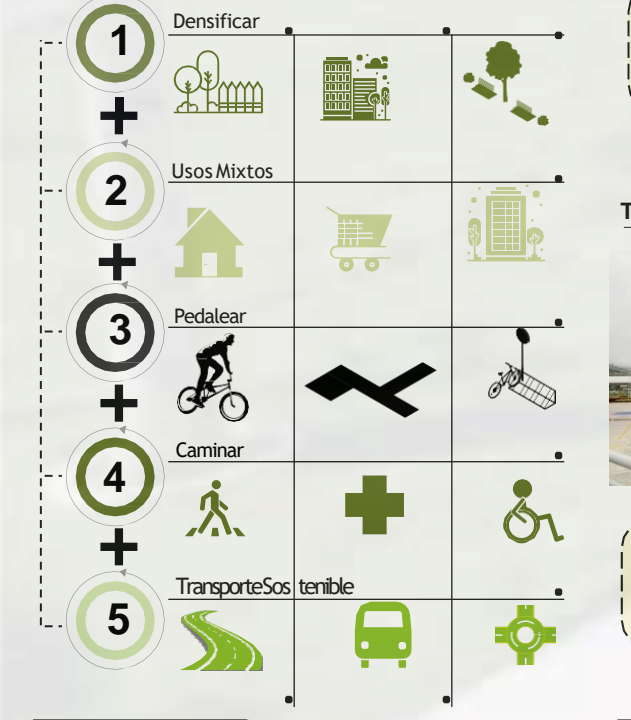 1
Densificar
+
2
Usos Mixtos
+
3
Pedalear
+
4
Caminar
+
5
TransporteSos tenible
T